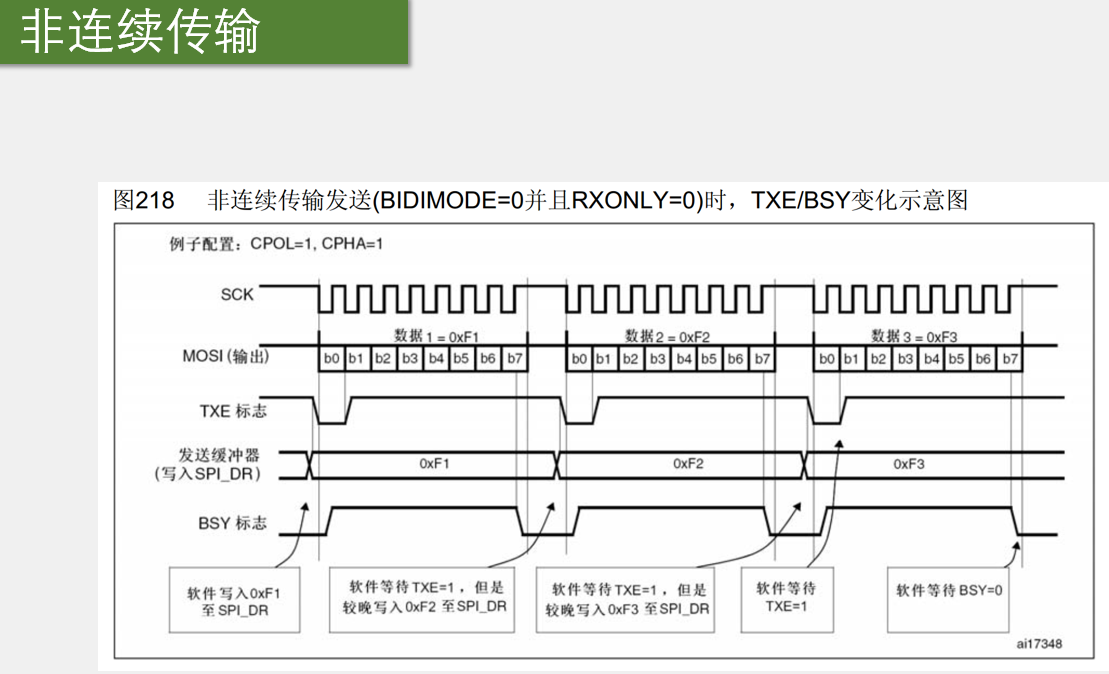 非连续传输
图218 非连续传输发送(BIDIMODE=0并且RXONLY=0)时，TXE/BSY变化示意图
例子配置：CPOL=1, CPHA=1
SCK
数据1 = 0xF1 数据2 = 0xF2 数据3 = 0xF3
MOSI (输出) b0 b1 b2 b3 b4 b5 b6 b7 b0 b1 b2 b3 b4 b5 b6 b7 b0 b1 b2 b3 b4 b5 b6 b7
TXE 标志
发送缓冲器
(写入SPI_DR) 0xF1 0xF2 0xF3
BSY 标志
软件写入0xF1
至SPI_DR
软件等待TXE=1，但是
较晚写入0xF2 至SPI_DR
软件等待TXE=1，但是
较晚写入0xF3 至SPI_DR
软件等待
TXE=1
软件等待 BSY=0
ai17348